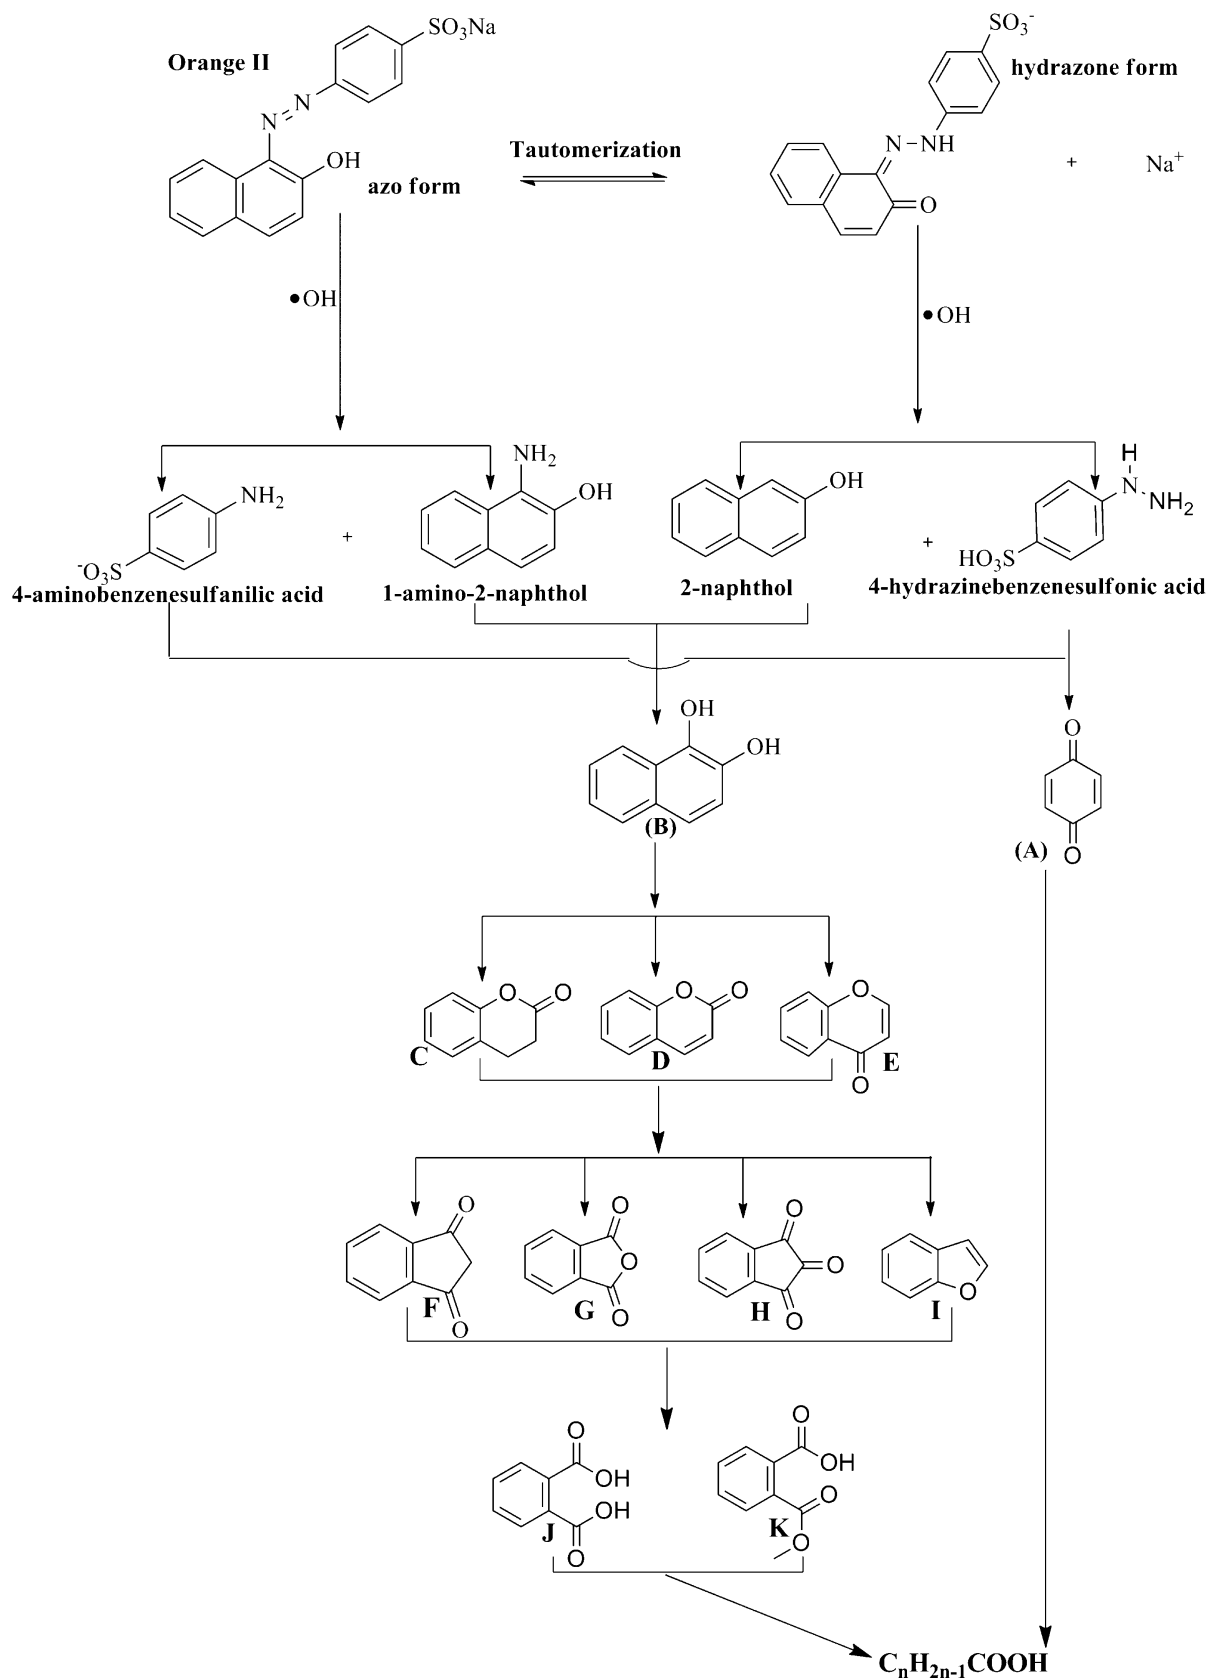 SO₃Na
SO₃⁻
Orange II
hydrazone form
N
N
OH
N
NH
Tautomerization
+
Na⁺
azo form
O
•OH
•OH
NH₂
H
NH₂
OH
OH
N
NH₂
+
+
⁻O₃S
HO₃S
4-aminobenzenesulfanilic acid
1-amino-2-naphthol
2-naphthol
4-hydrazinebenzenesulfonic acid
OH
OH
O
(B)
(A)
O
O
O
O
O
O
C
D
E
O
O
O
O
O
O
O
F
G
H
I
O
O
O
O
O
O
OH
OH
OH
O
J
K
O
O
CₙH₂ₙ₋₁COOH